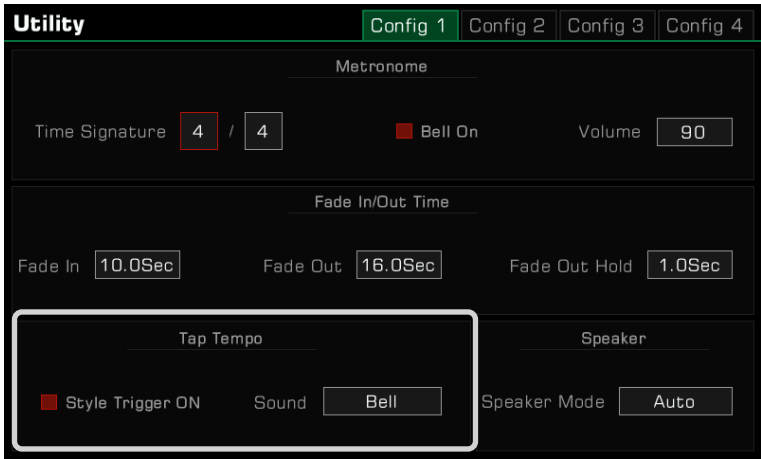 Utility Config 1 Config 2 Config 3 Config 4
Metronome
Time Signature 4 / 4 Bell On Volume 90
Fade In/Out Time
Fade In 10.0Sec Fade Out 16.0Sec Fade Out Hold 1.0Sec
Tap Tempo Speaker
Style Trigger ON Sound Bell Speaker Mode Auto